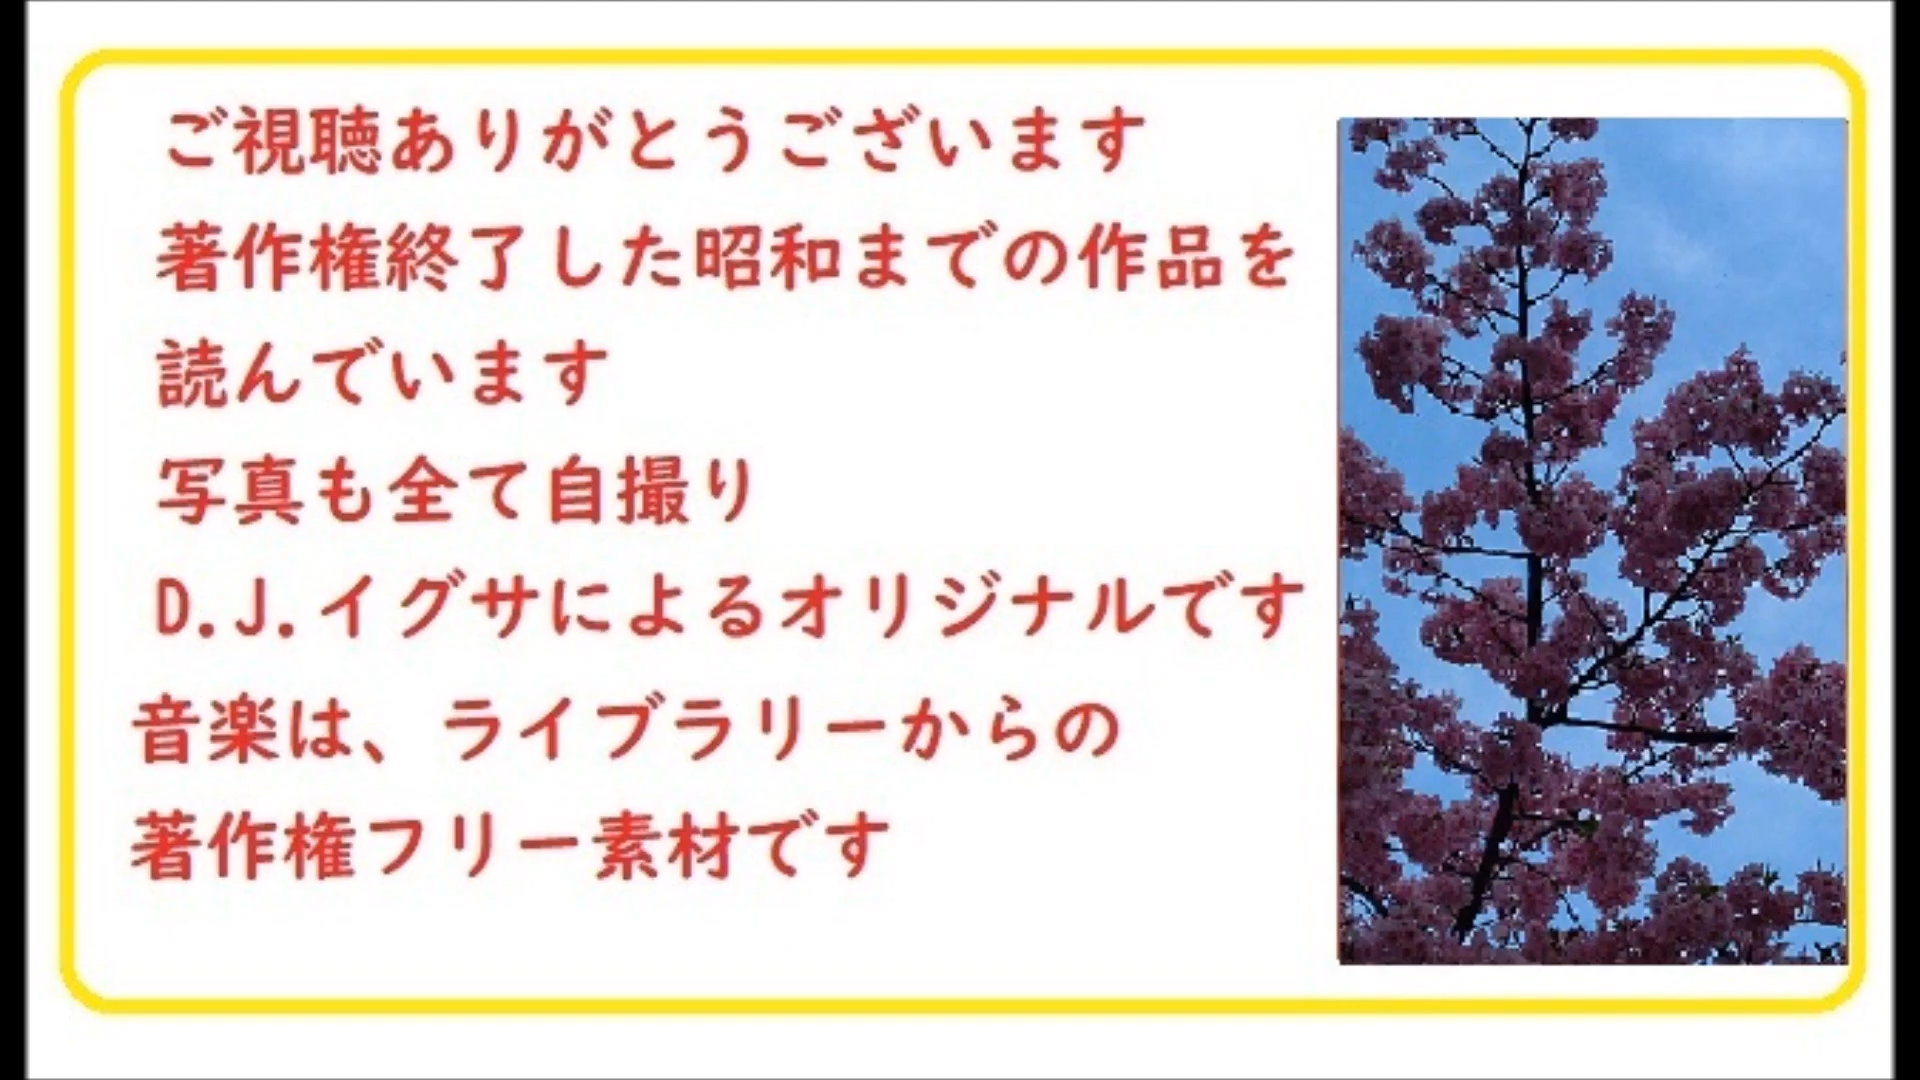 ご視聴ありがとうございます
著作権終了した昭和までの作品を
読んでいます
写真も全て自撮り
D.J.イグサによるオリジナルです
音楽は、ライブラリーからの
著作権フリー素材です